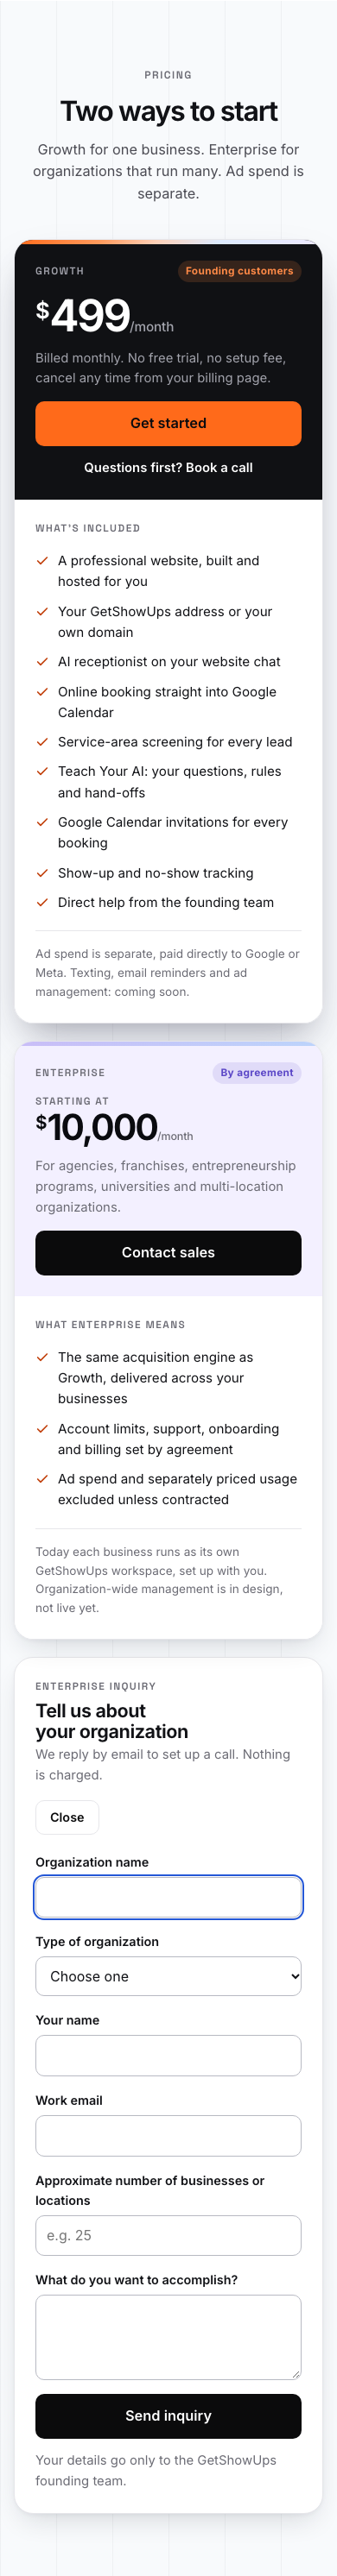 PRICING
Two ways to start
Growth for one business. Enterprise for
organizations that run many. Ad spend is
separate.
GROWTH
Founding customers
$499/month
Billed monthly. No free trial, no setup fee,
cancel any time from your billing page.
Get started
Questions first? Book a call
WHAT'S INCLUDED
A professional website, built and
hosted for you
Your GetShowUps address or your
own domain
AI receptionist on your website chat
Online booking straight into Google
Calendar
Service-area screening for every lead
Teach Your AI: your questions, rules
and hand-offs
Google Calendar invitations for every
booking
Show-up and no-show tracking
Direct help from the founding team
Ad spend is separate, paid directly to Google or
Meta. Texting, email reminders and ad
management: coming soon.
ENTERPRISE
By agreement
STARTING AT
$10,000/month
For agencies, franchises, entrepreneurship
programs, universities and multi-location
organizations.
Contact sales
WHAT ENTERPRISE MEANS
The same acquisition engine as
Growth, delivered across your
businesses
Account limits, support, onboarding
and billing set by agreement
Ad spend and separately priced usage
excluded unless contracted
Today each business runs as its own
GetShowUps workspace, set up with you.
Organization-wide management is in design,
not live yet.
ENTERPRISE INQUIRY
Tell us about
your organization
We reply by email to set up a call. Nothing
is charged.
Close
Organization name
Type of organization
Choose one
Your name
Work email
Approximate number of businesses or
locations
e.g. 25
What do you want to accomplish?
Send inquiry
Your details go only to the GetShowUps
founding team.